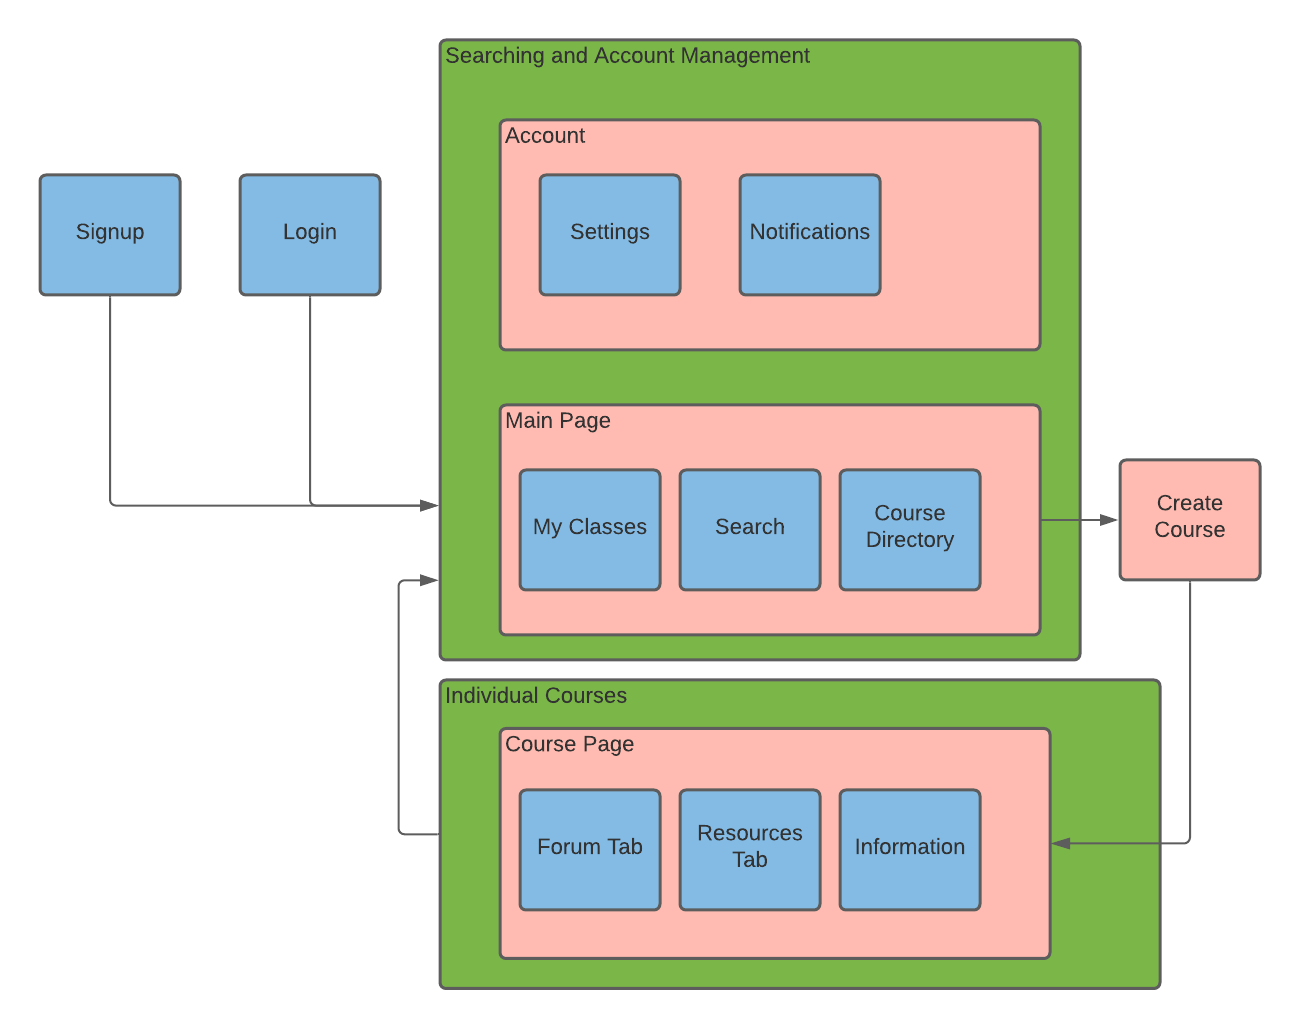 Searching and Account Management
Account
Signup
Login
Settings
Notifications
Main Page
My Classes
Search
Course
Directory
Create
Course
Individual Courses
Course Page
Forum Tab
Resources
Tab
Information